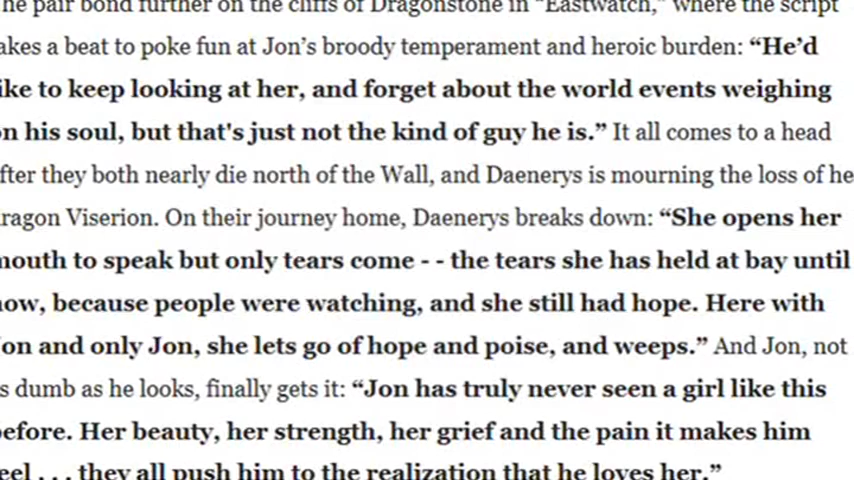 he pair bond further on the cliffs of Dragonstone in “Eastwatch,” where the script
akes a beat to poke fun at Jon’s broody temperament and heroic burden: “He’d
ike to keep looking at her, and forget about the world events weighing
on his soul, but that's just not the kind of guy he is.” It all comes to a head
fter they both nearly die north of the Wall, and Daenerys is mourning the loss of he
ragon Viserion. On their journey home, Daenerys breaks down: “She opens her
mouth to speak but only tears come - - the tears she has held at bay until
now, because people were watching, and she still had hope. Here with
Jon and only Jon, she lets go of hope and poise, and weeps.” And Jon, not
s dumb as he looks, finally gets it: “Jon has truly never seen a girl like this
before. Her beauty, her strength, her grief and the pain it makes him
eel . . . they all push him to the realization that he loves her.”